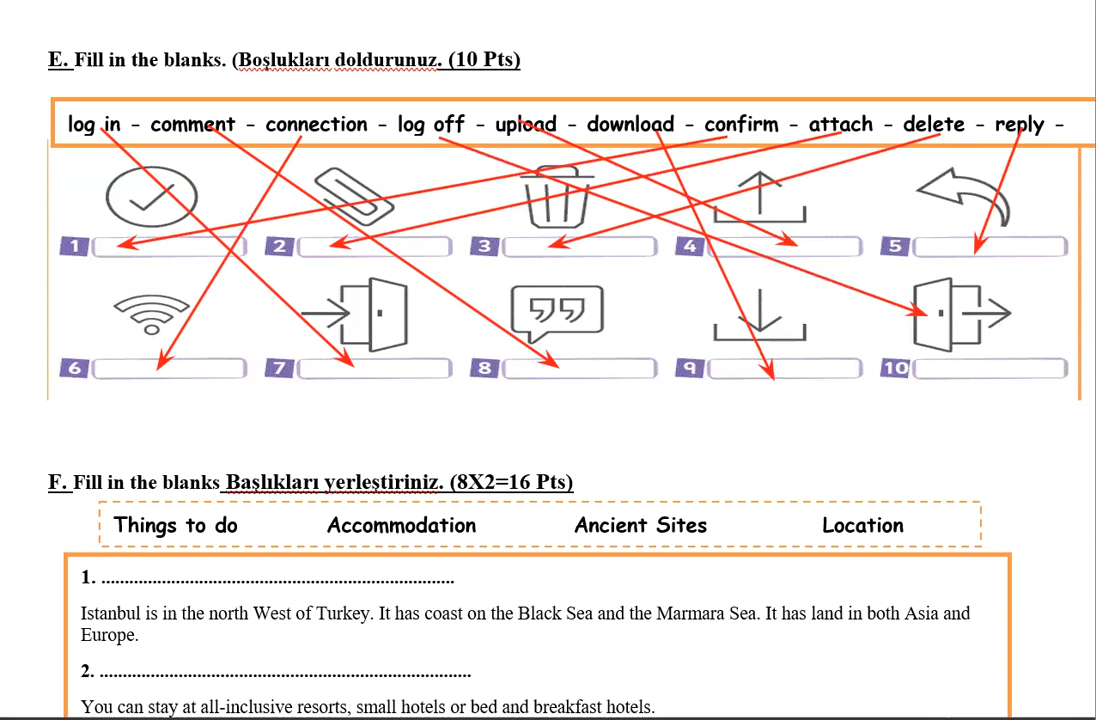 E. Fill in the blanks. (Boşlukları doldurunuz. (10 Pts)
log in - comment - connection - log off - upload - download - confirm - attach - delete - reply -
1 2 3 4 5
6 7 8 9 10
F. Fill in the blanks Başlıkları yerleştiriniz. (8X2=16 Pts)
Things to do Accommodation Ancient Sites Location
1. ............................................................................
Istanbul is in the north West of Turkey. It has coast on the Black Sea and the Marmara Sea. It has land in both Asia and
Europe.
2. ................................................................................
You can stay at all-inclusive resorts, small hotels or bed and breakfast hotels.